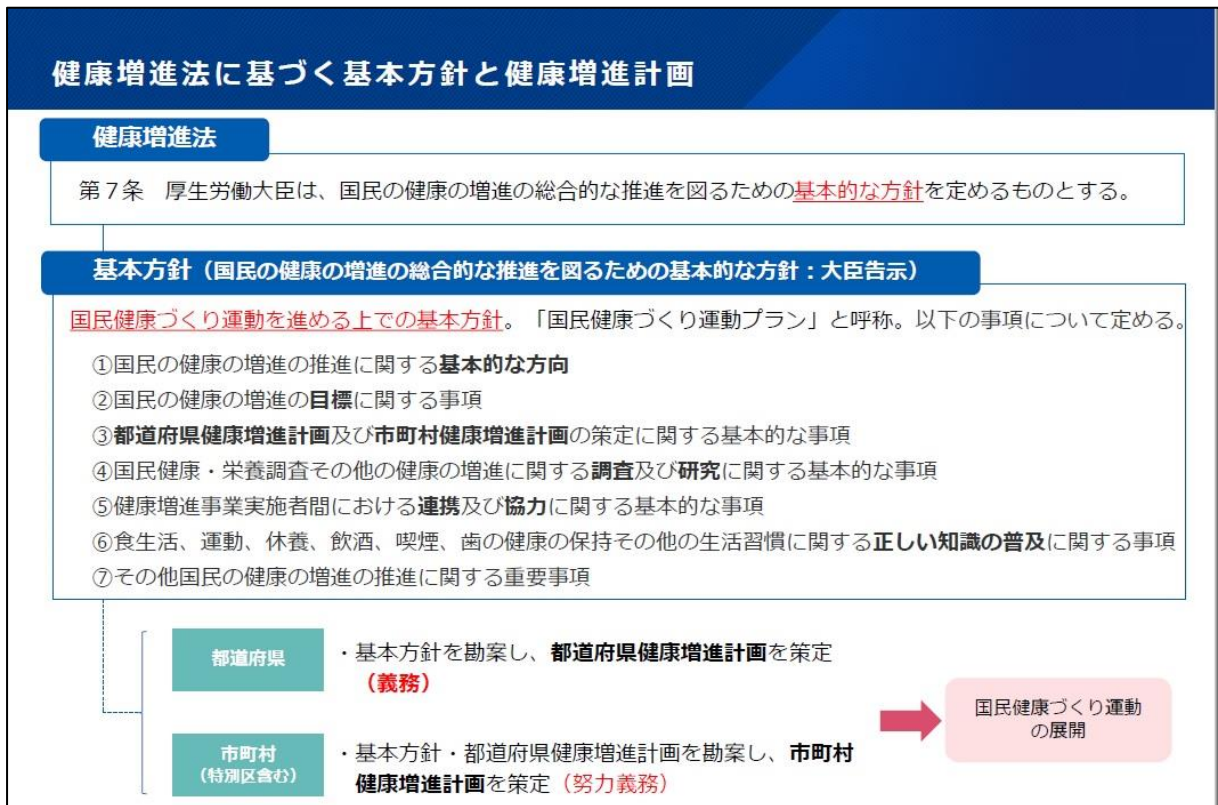 健康増進法に基づく基本方針と健康増進計画
健康増進法
第7条　厚生労働大臣は、国民の健康の増進の総合的な推進を図るための基本的な方針を定めるものとする。
基本方針（国民の健康の増進の総合的な推進を図るための基本的な方針：大臣告示）
国民健康づくり運動を進める上での基本方針。「国民健康づくり運動プラン」と呼称。以下の事項について定める。
①国民の健康の増進の推進に関する基本的な方向
②国民の健康の増進の目標に関する事項
③都道府県健康増進計画及び市町村健康増進計画の策定に関する基本的な事項
④国民健康・栄養調査その他の健康の増進に関する調査及び研究に関する基本的な事項
⑤健康増進事業実施者間における連携及び協力に関する基本的な事項
⑥食生活、運動、休養、飲酒、喫煙、歯の健康の保持その他の生活習慣に関する正しい知識の普及に関する事項
⑦その他国民の健康の増進の推進に関する重要事項
都道府県
・基本方針を勘案し、都道府県健康増進計画を策定
（義務）
市町村
（特別区含む）
・基本方針・都道府県健康増進計画を勘案し、市町村
健康増進計画を策定（努力義務）
国民健康づくり運動
の展開